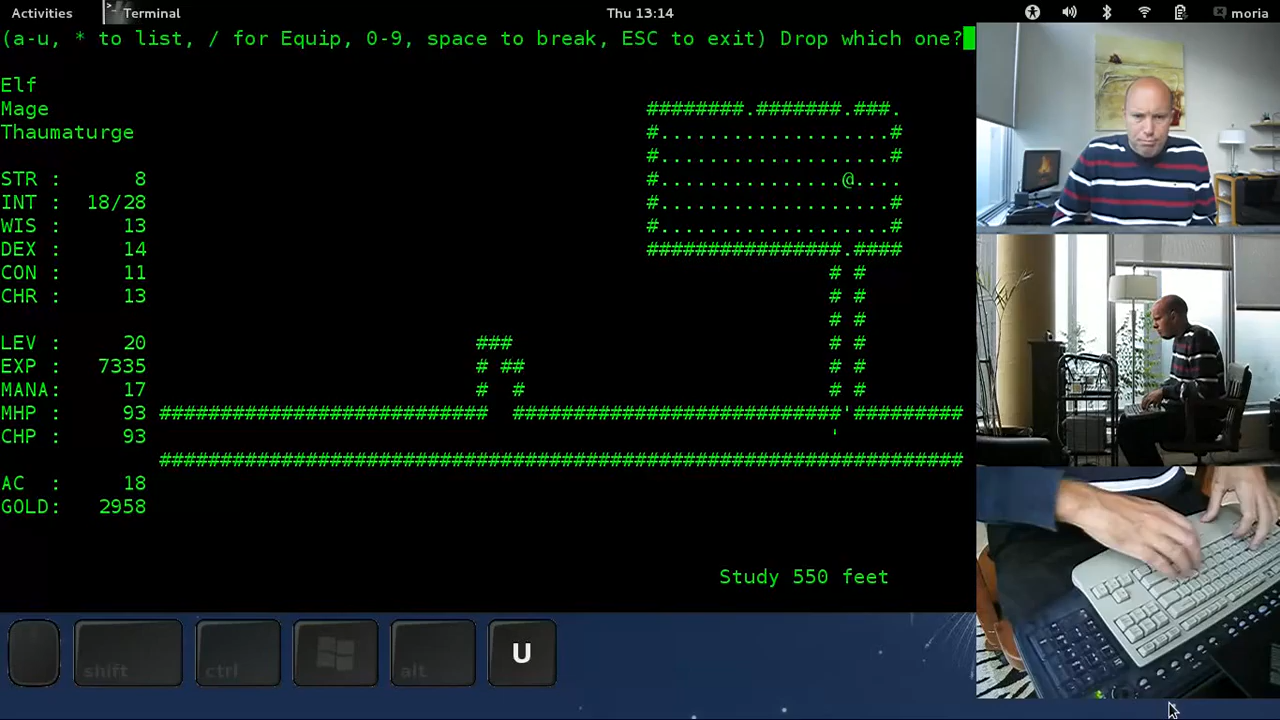 Activities Terminal Thu 13:14 moria
(a-u, * to list, / for Equip, 0-9, space to break, ESC to exit) Drop which one?
Elf
Mage ########.#######.###.
Thaumaturge #...................#
#...................#
STR : 8 #...............@....
INT : 18/28 #...................#
WIS : 13 #...................#
DEX : 14 ################.####
CON : 11 # #
CHR : 13 # #
# #
LEV : 20 ### # #
EXP : 7335 # ## # #
MANA: 17 # # # #
MHP : 93 ########################### ###########################'#########
CHP : 93 '
###################################################################
AC : 18
GOLD: 2958
Study 550 feet
shift ctrl alt U